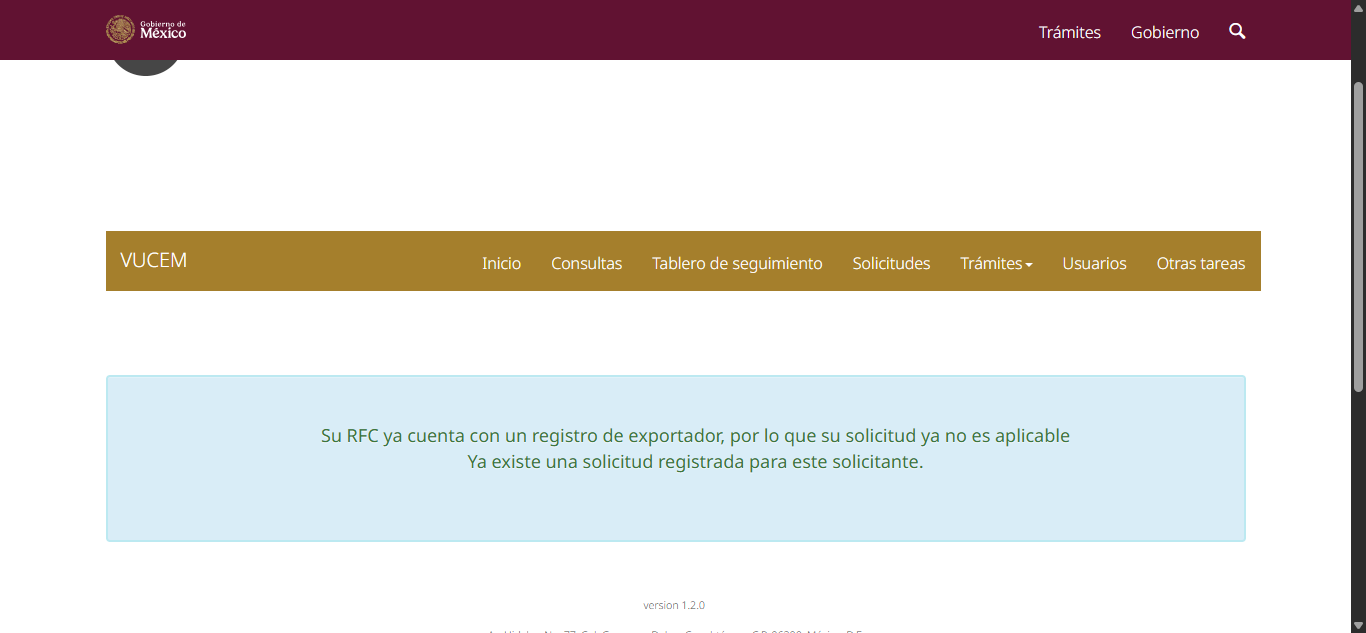 Gobierno de
México
Trámites
Gobierno
VUCEM
Inicio
Consultas
Tablero de seguimiento
Solicitudes
Trámites
Usuarios
Otras tareas
Su RFC ya cuenta con un registro de exportador, por lo que su solicitud ya no es aplicable
Ya existe una solicitud registrada para este solicitante.
version 1.2.0